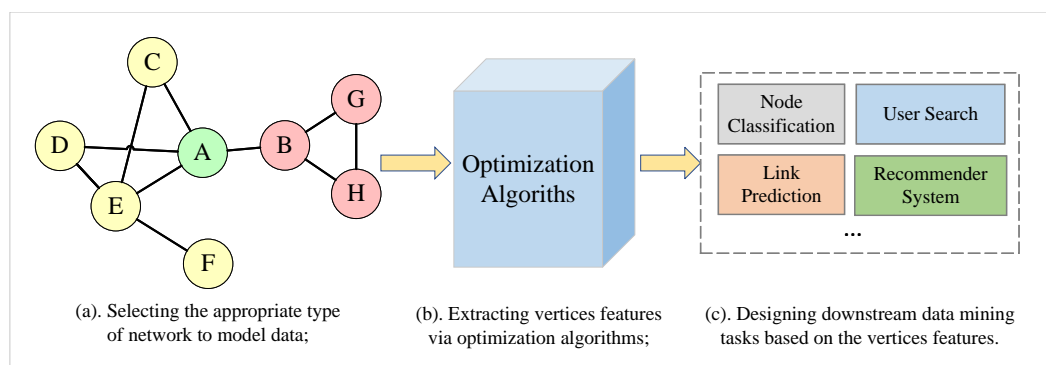 C
G
D
A
B
E
H
F
Optimization
Algoriths
Node
Classification
User Search
Link
Prediction
Recommender
System
...
(a). Selecting the appropriate type
of network to model data;
(b). Extracting vertices features
via optimization algorithms;
(c). Designing downstream data mining
tasks based on the vertices features.